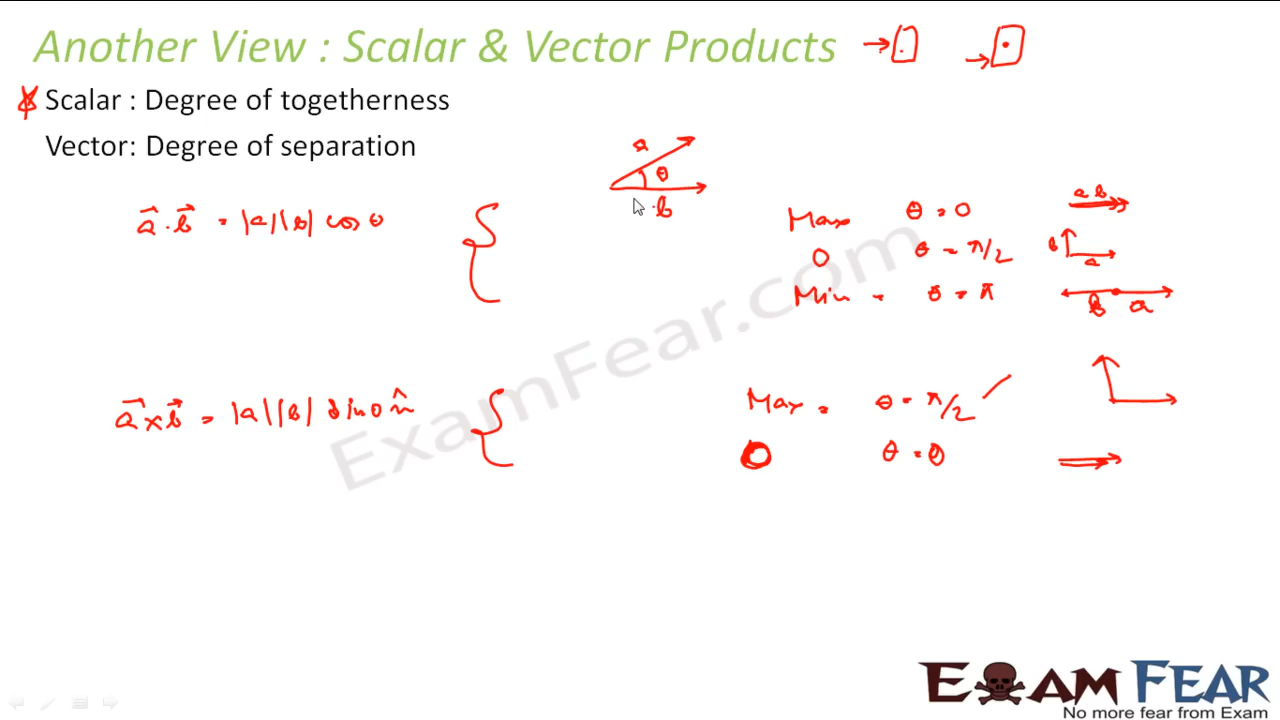 Another View : Scalar & Vector Products
Scalar : Degree of togetherness
Vector: Degree of separation
a θ
b
a⃗ . b⃗ = |a||b| cos θ
Max θ = 0 a b
0 θ = π/2 b a
Min = θ = π b a
a⃗ × b⃗ = |a||b| sin θ n̂
Max = θ = π/2
0 θ = 0
ExamFear.com
EXAM FEAR
No more fear from Exam